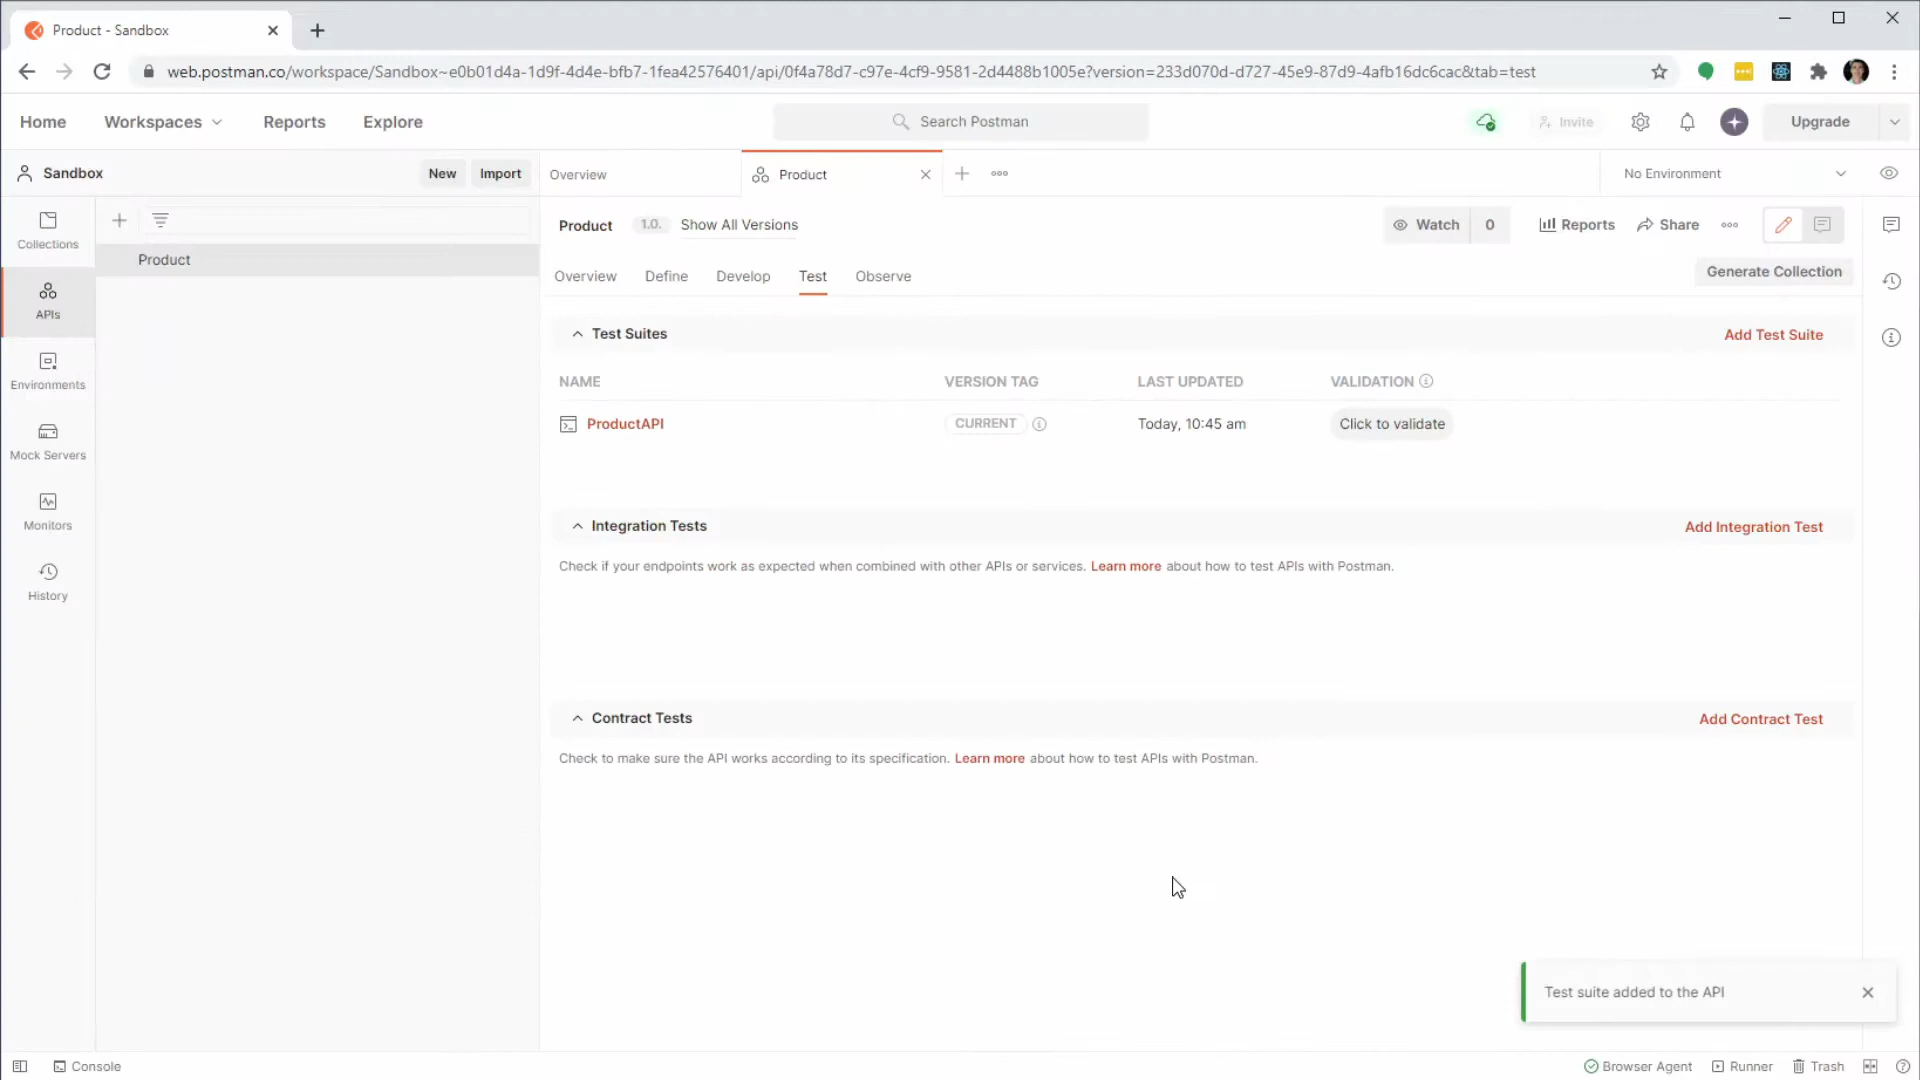 Product - Sandbox
web.postman.co/workspace/Sandbox~e0b01d4a-1d9f-4d4e-bfb7-1fea42576401/api/0f4a78d7-c97e-4cf9-9581-2d4488b1005e?version=233d070d-d727-45e9-87d9-4afb16dc6cac&tab=test
Home Workspaces Reports Explore Search Postman Invite Upgrade
Sandbox New Import Overview Product No Environment
Product 1.0. Show All Versions Watch 0 Reports Share
Collections
Product
Overview Define Develop Test Observe Generate Collection
APIs
Test Suites Add Test Suite
NAME VERSION TAG LAST UPDATED VALIDATION
Environments
ProductAPI CURRENT Today, 10:45 am Click to validate
Mock Servers
Monitors
Integration Tests Add Integration Test
Check if your endpoints work as expected when combined with other APIs or services. Learn more about how to test APIs with Postman.
History
Contract Tests Add Contract Test
Check to make sure the API works according to its specification. Learn more about how to test APIs with Postman.
Test suite added to the API
Console Browser Agent Runner Trash